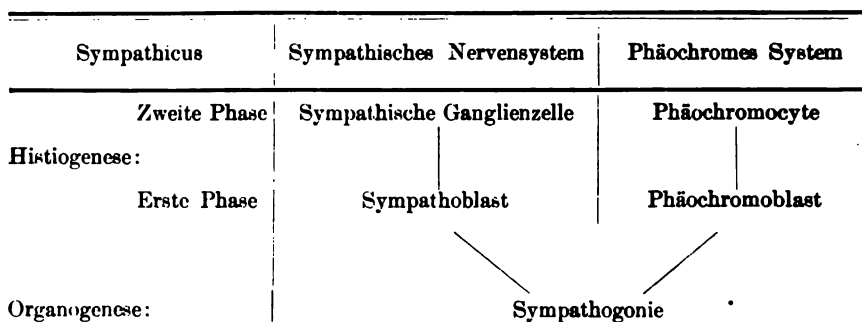 Sympathicus Sympathisches Nervensystem Phäochromes System
Zweite Phase Sympathische Ganglienzelle Phäochromocyte
Histiogenese:
Erste Phase Sympathoblast Phäochromoblast
Organogenese: Sympathogonie